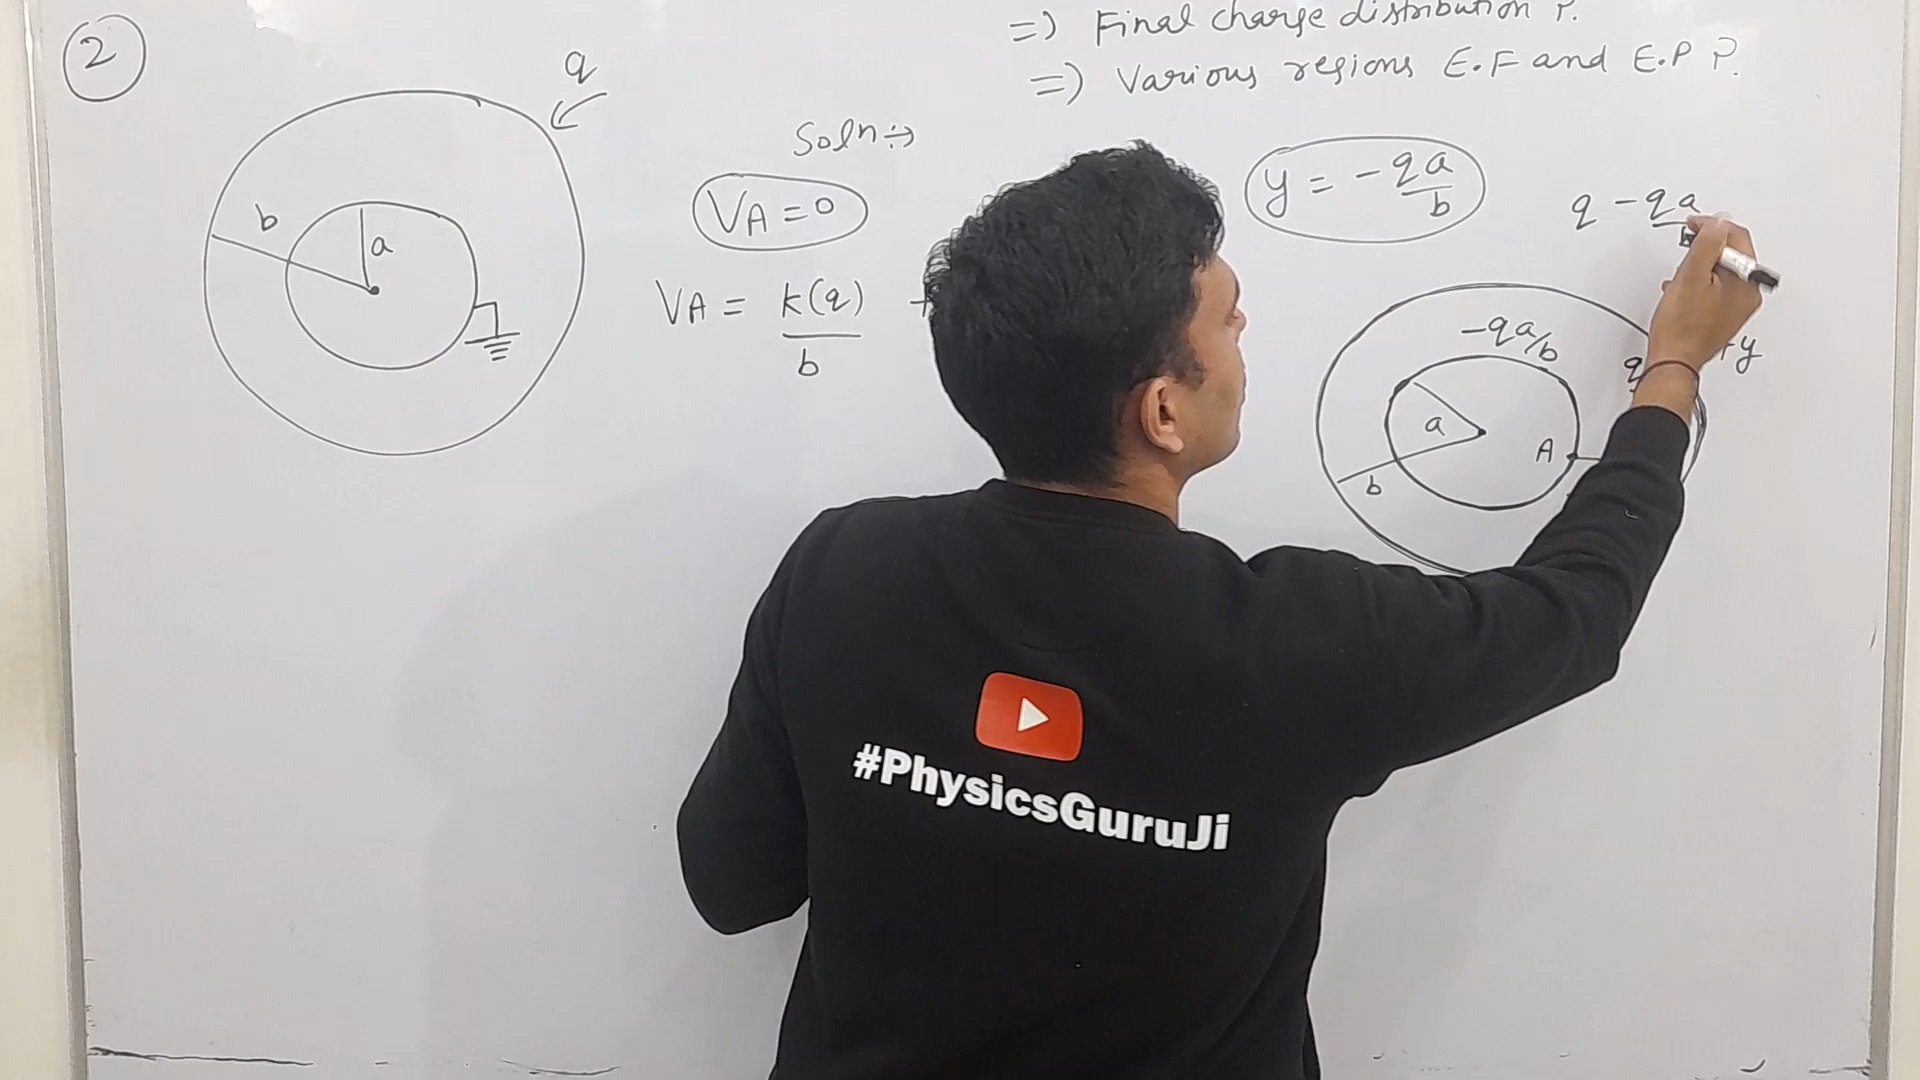 =) Final charge distribution ?.
=) Various regions E.F and E.P ?.
2
q
b
a
Soln ÷>
VA = 0
VA = k(q) +
b
y = - qa
b
q - qa
b
-qa/b
+y
q
a
A
b
#PhysicsGuruJi